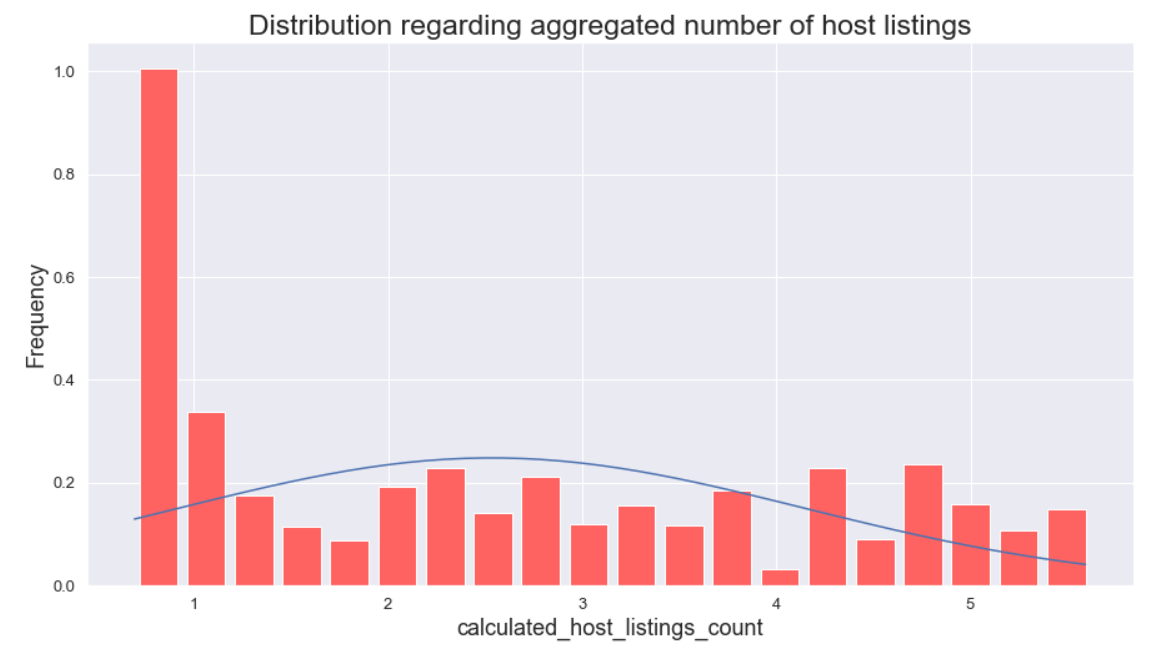 Distribution regarding aggregated number of host listings
1.0
0.8
0.6
0.4
0.2
0.0
Frequency
1 2 3 4 5
calculated_host_listings_count